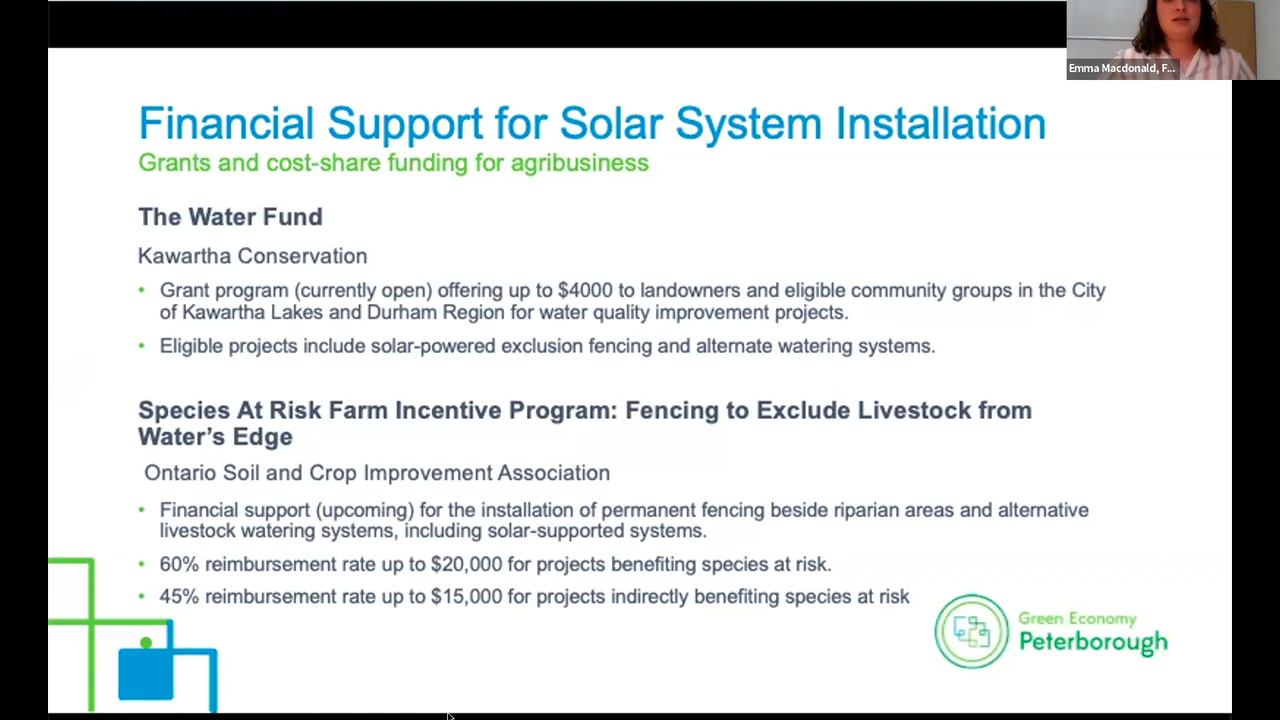 Emma Macdonald, F...
Financial Support for Solar System Installation
Grants and cost-share funding for agribusiness
The Water Fund
Kawartha Conservation
• Grant program (currently open) offering up to $4000 to landowners and eligible community groups in the City
of Kawartha Lakes and Durham Region for water quality improvement projects.
• Eligible projects include solar-powered exclusion fencing and alternate watering systems.
Species At Risk Farm Incentive Program: Fencing to Exclude Livestock from
Water’s Edge
Ontario Soil and Crop Improvement Association
• Financial support (upcoming) for the installation of permanent fencing beside riparian areas and alternative
livestock watering systems, including solar-supported systems.
• 60% reimbursement rate up to $20,000 for projects benefiting species at risk.
• 45% reimbursement rate up to $15,000 for projects indirectly benefiting species at risk
Green Economy
Peterborough